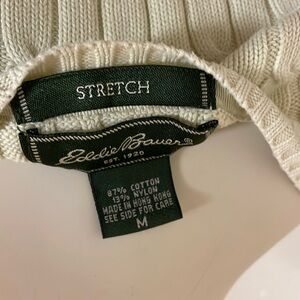 STRETCH
Eddie Bauer®
EST. 1920
87% COTTON
13% NYLON
MADE IN HONG KONG
SEE SIDE FOR CARE
M